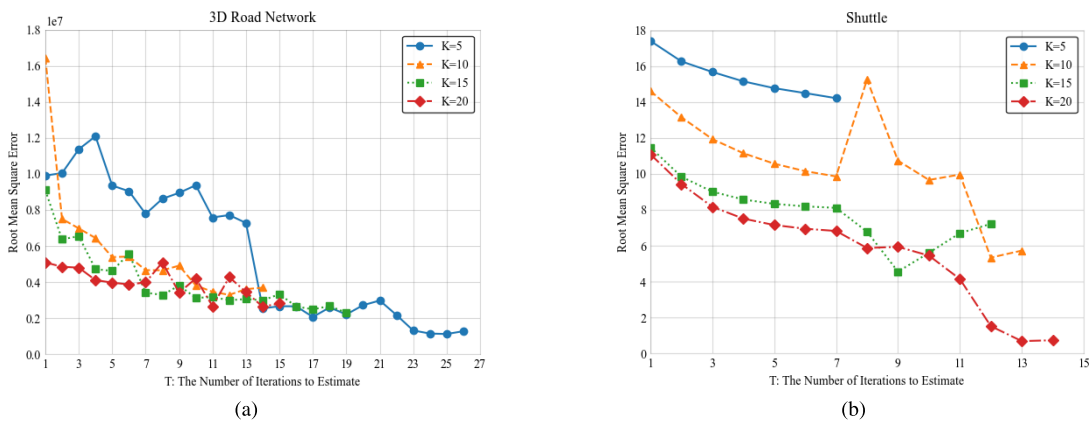 3D Road Network
1e7
1.8
1.6
1.4
1.2
1.0
0.8
0.6
0.4
0.2
0.0
Root Mean Square Error
K=5
K=10
K=15
K=20
1 3 5 7 9 11 13 15 17 19 21 23 25 27
T: The Number of Iterations to Estimate
(a)
Shuttle
18
16
14
12
10
8
6
4
2
0
Root Mean Square Error
K=5
K=10
K=15
K=20
1 3 5 7 9 11 13 15
T: The Number of Iterations to Estimate
(b)